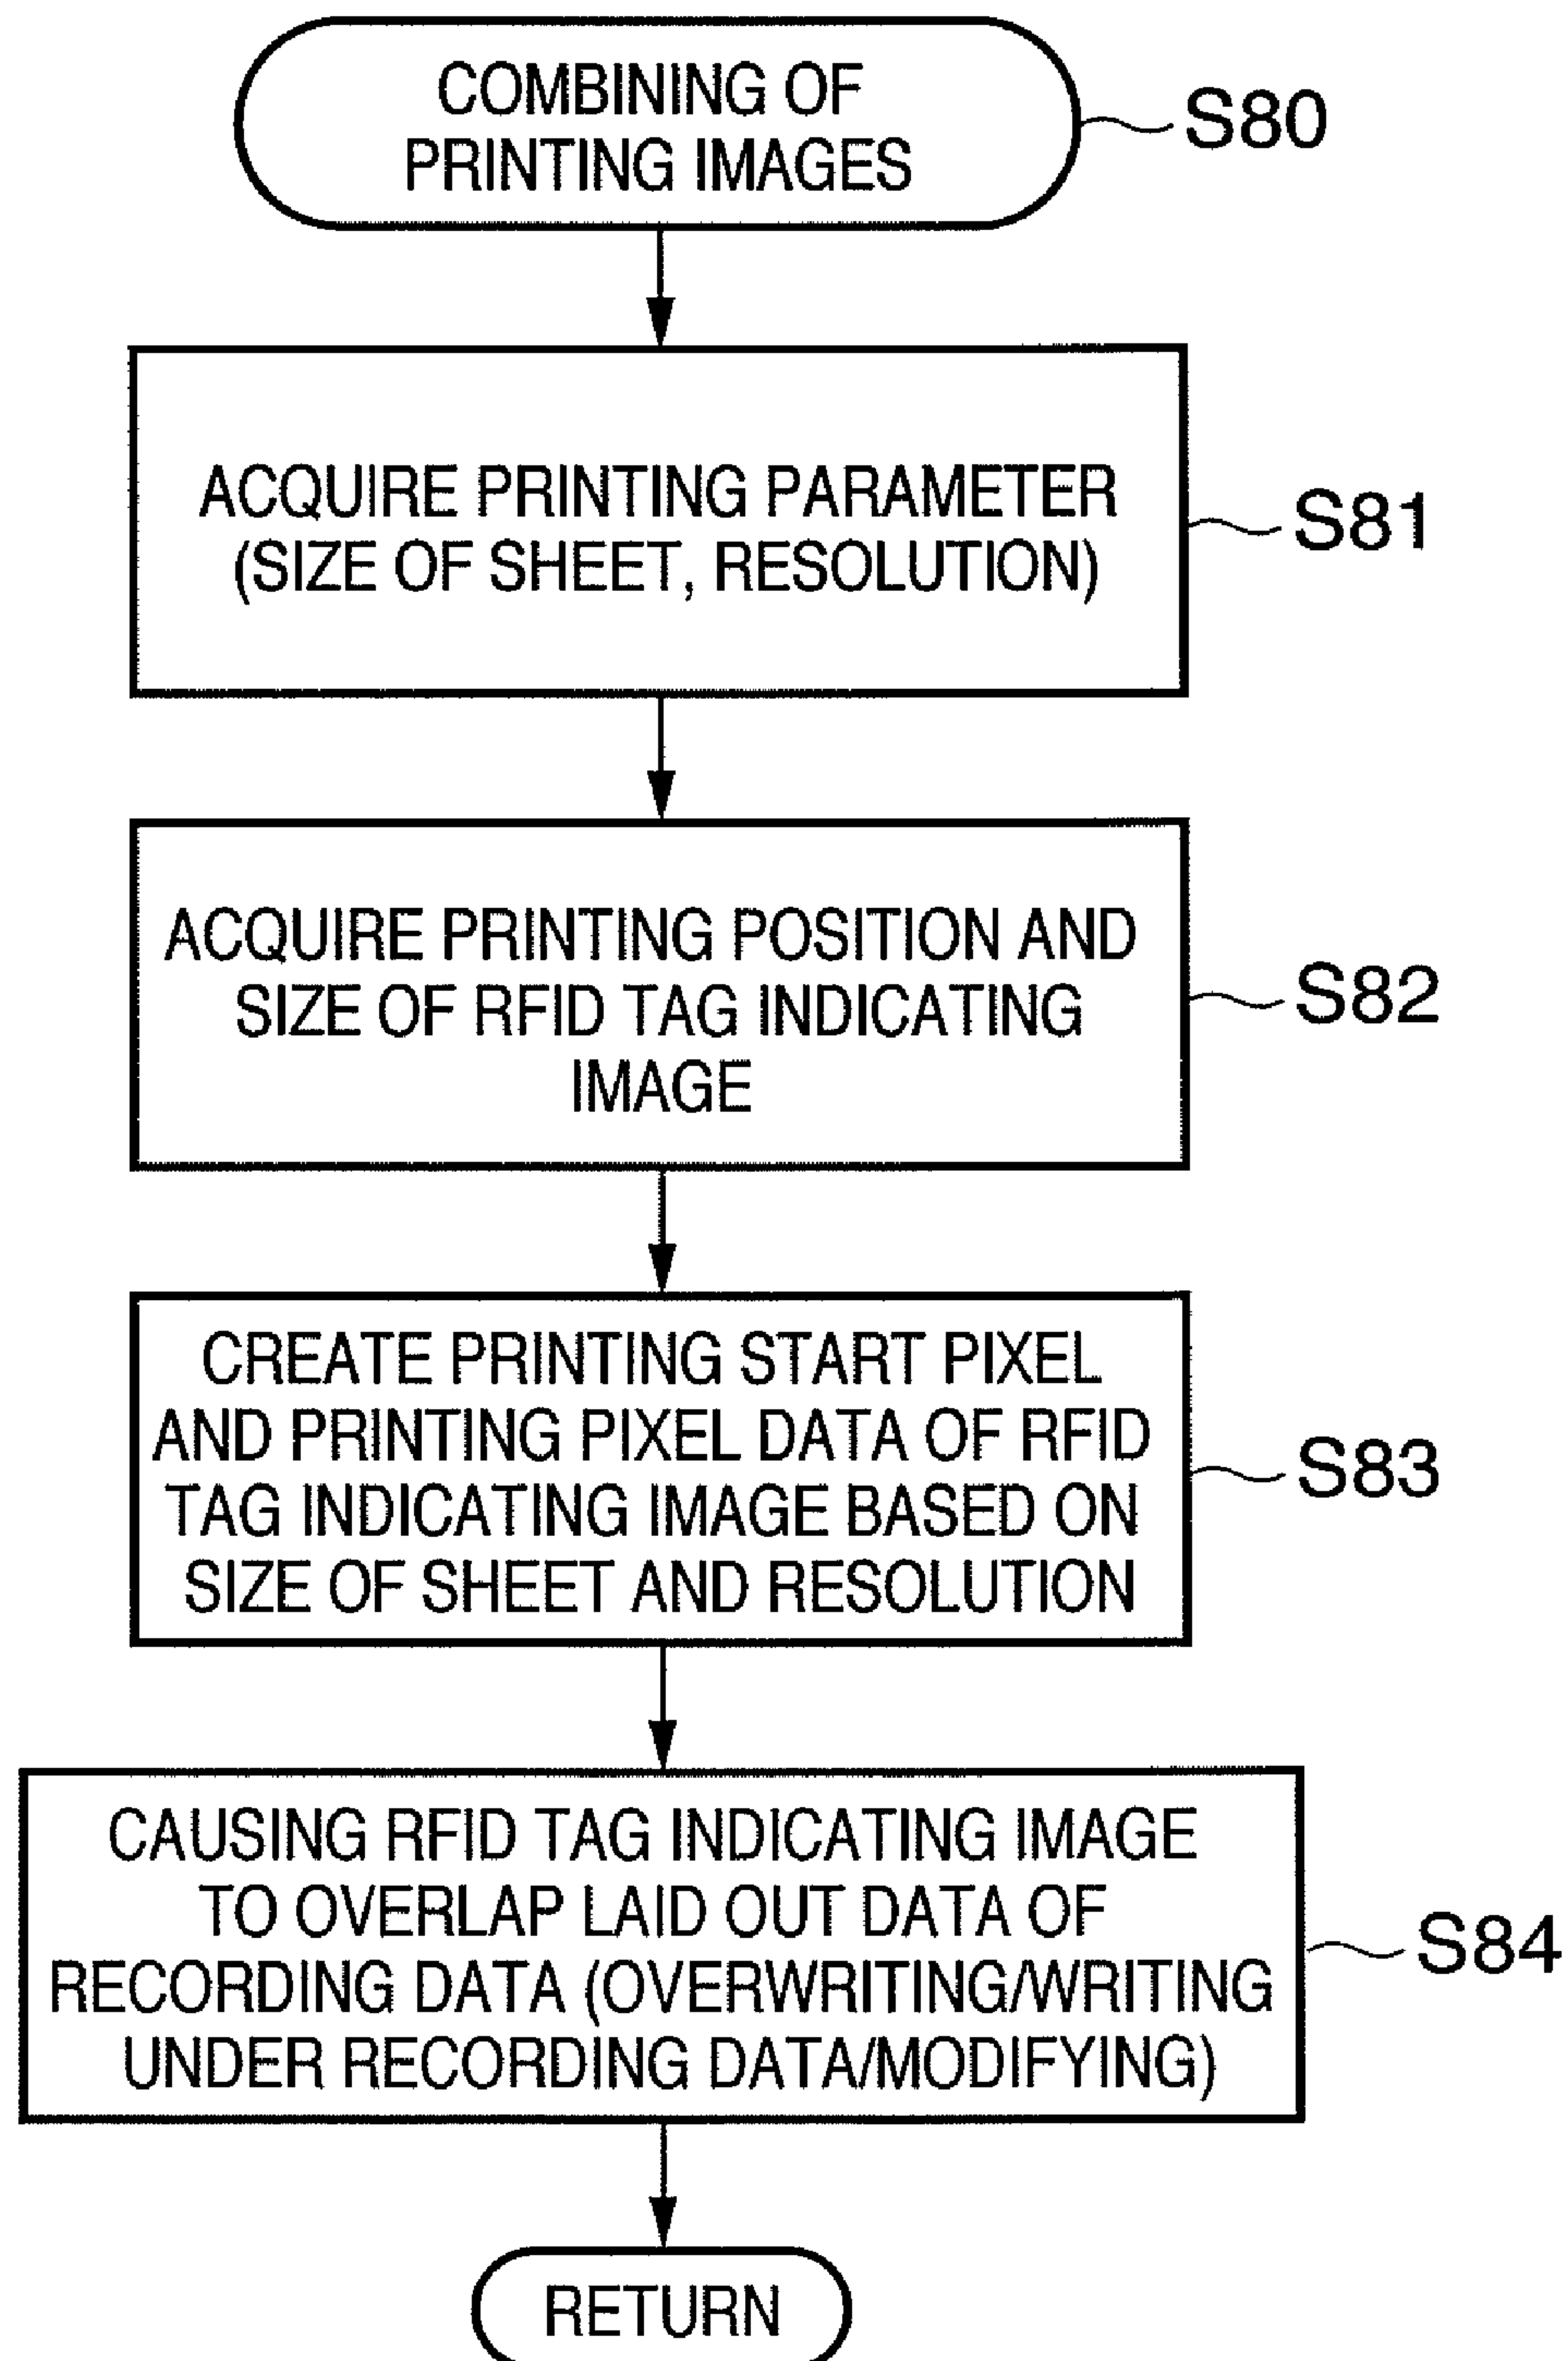 COMBINING OF
PRINTING IMAGES
S80
ACQUIRE PRINTING PARAMETER
(SIZE OF SHEET, RESOLUTION)
S81
ACQUIRE PRINTING POSITION AND
SIZE OF RFID TAG INDICATING
IMAGE
S82
CREATE PRINTING START PIXEL
AND PRINTING PIXEL DATA OF RFID
TAG INDICATING IMAGE BASED ON
SIZE OF SHEET AND RESOLUTION
S83
CAUSING RFID TAG INDICATING IMAGE
TO OVERLAP LAID OUT DATA OF
RECORDING DATA (OVERWRITING/WRITING
UNDER RECORDING DATA/MODIFYING)
S84
RETURN